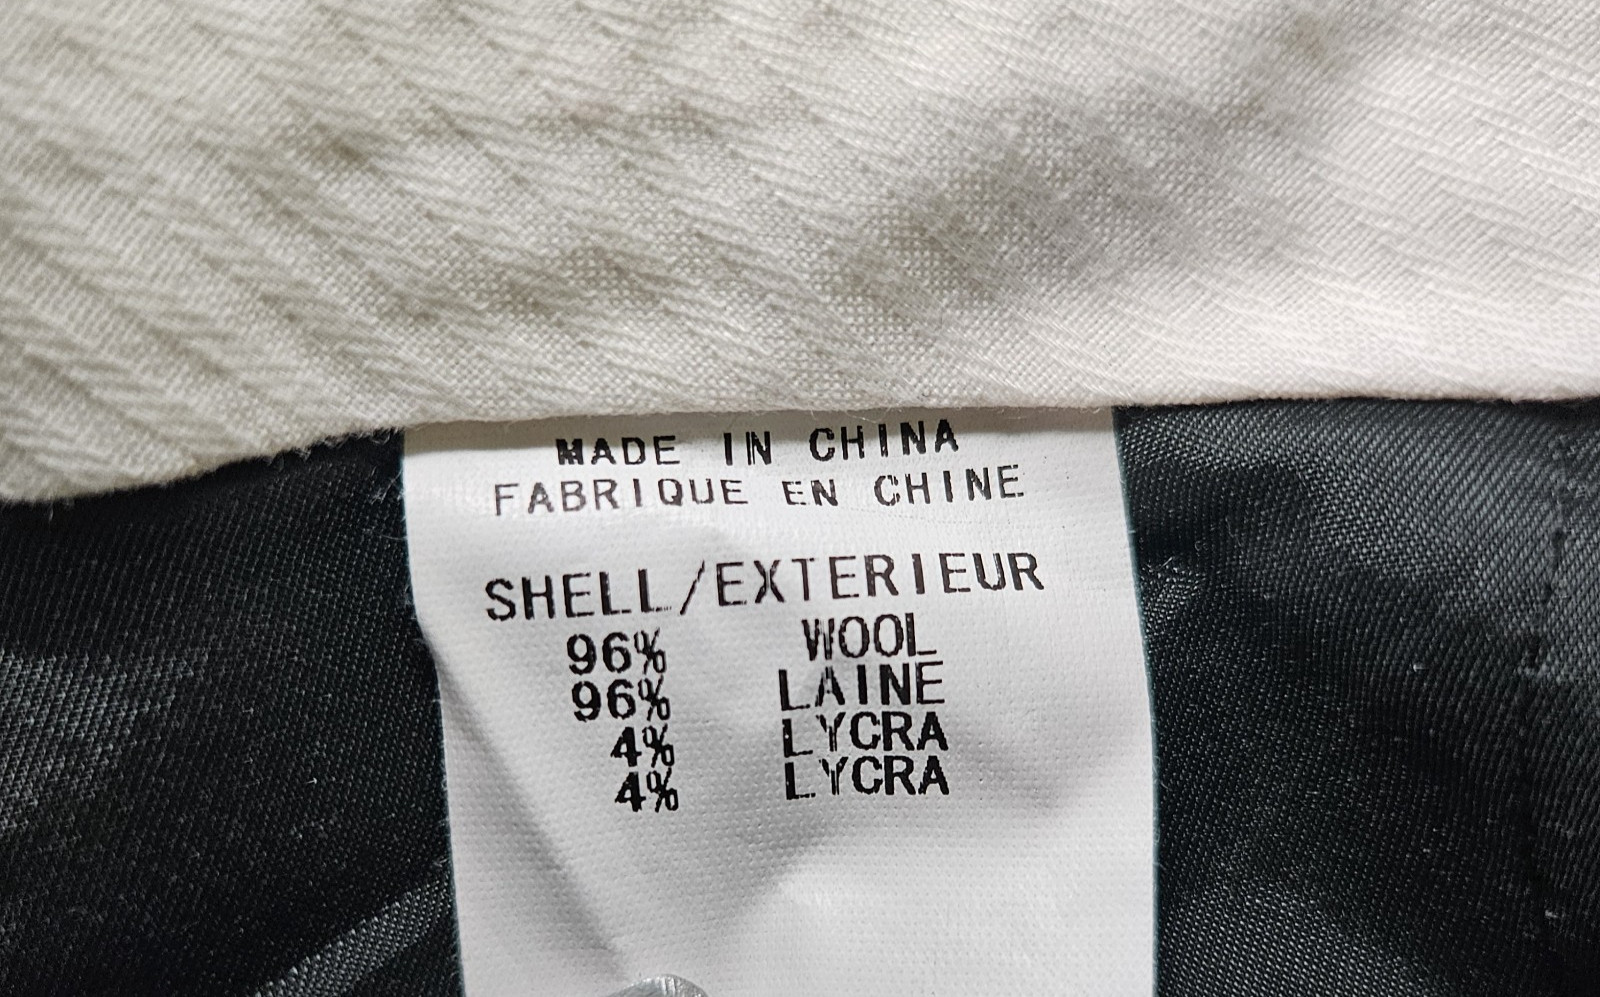 MADE IN CHINA
FABRIQUE EN CHINE
SHELL/EXTERIEUR
96% WOOL
96% LAINE
4% LYCRA
4% LYCRA